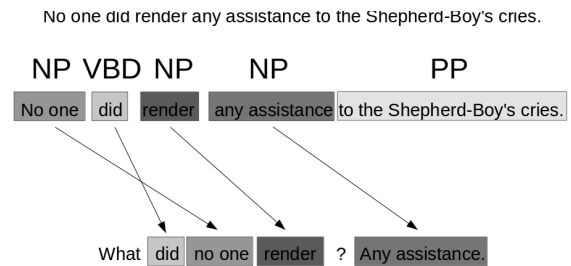 No one did render any assistance to the Shepherd-Boy's cries.
NP VBD NP NP PP
No one did render any assistance to the Shepherd-Boy's cries.
What did no one render ? Any assistance.